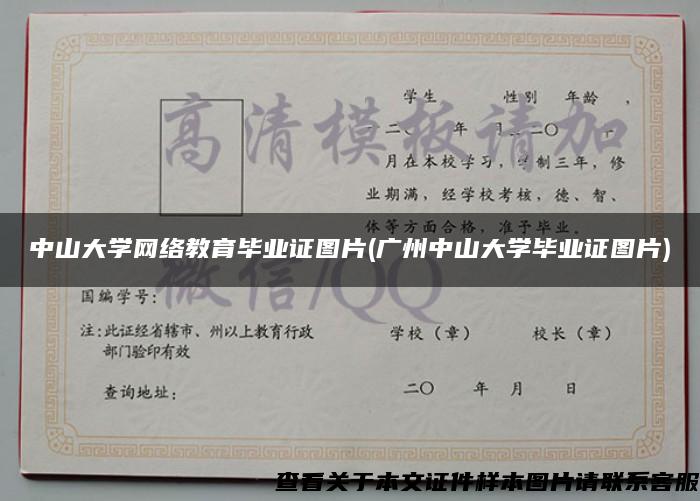 学生 性别 年龄 ，
高清模板请加
二〇 年 月 二〇
月在本校学习，学制三年，修
业期满，经学校考核，德、智、
体等方面合格，准予毕业。
中山大学网络教育毕业证图片(广州中山大学毕业证图片)
微信/QQ
国编学号：
注：此证经省辖市、州以上教育行政
部门验印有效
学校（章） 校长（章）
查询地址：
二〇 年 月 日
查看关于本文证件样本图片请联系客服